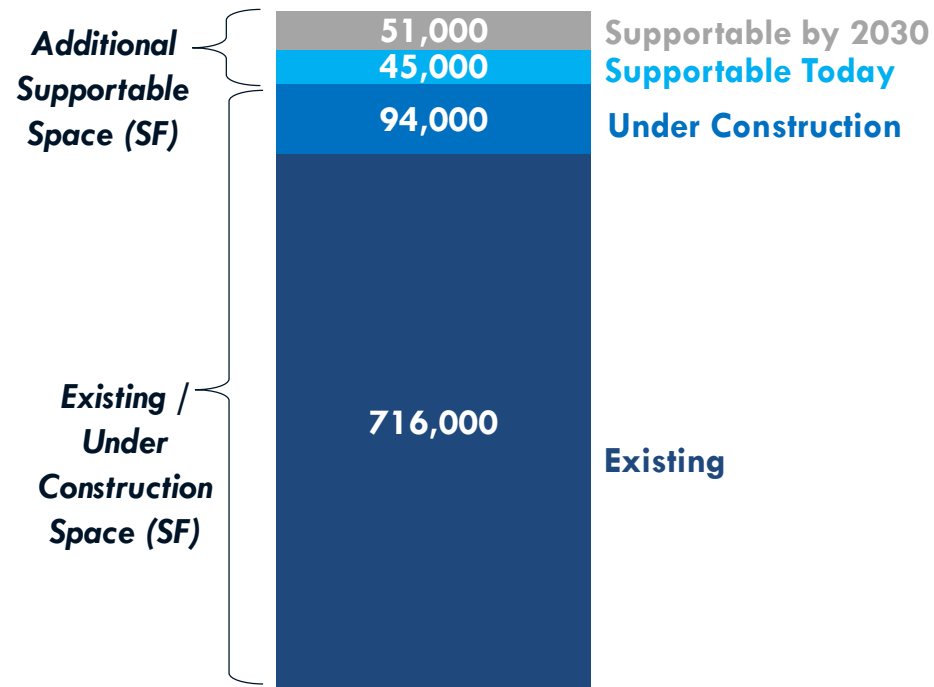 Additional
Supportable
Space (SF)
51,000
Supportable by 2030
45,000
Supportable Today
94,000
Under Construction
Existing /
Under
Construction
Space (SF)
716,000
Existing